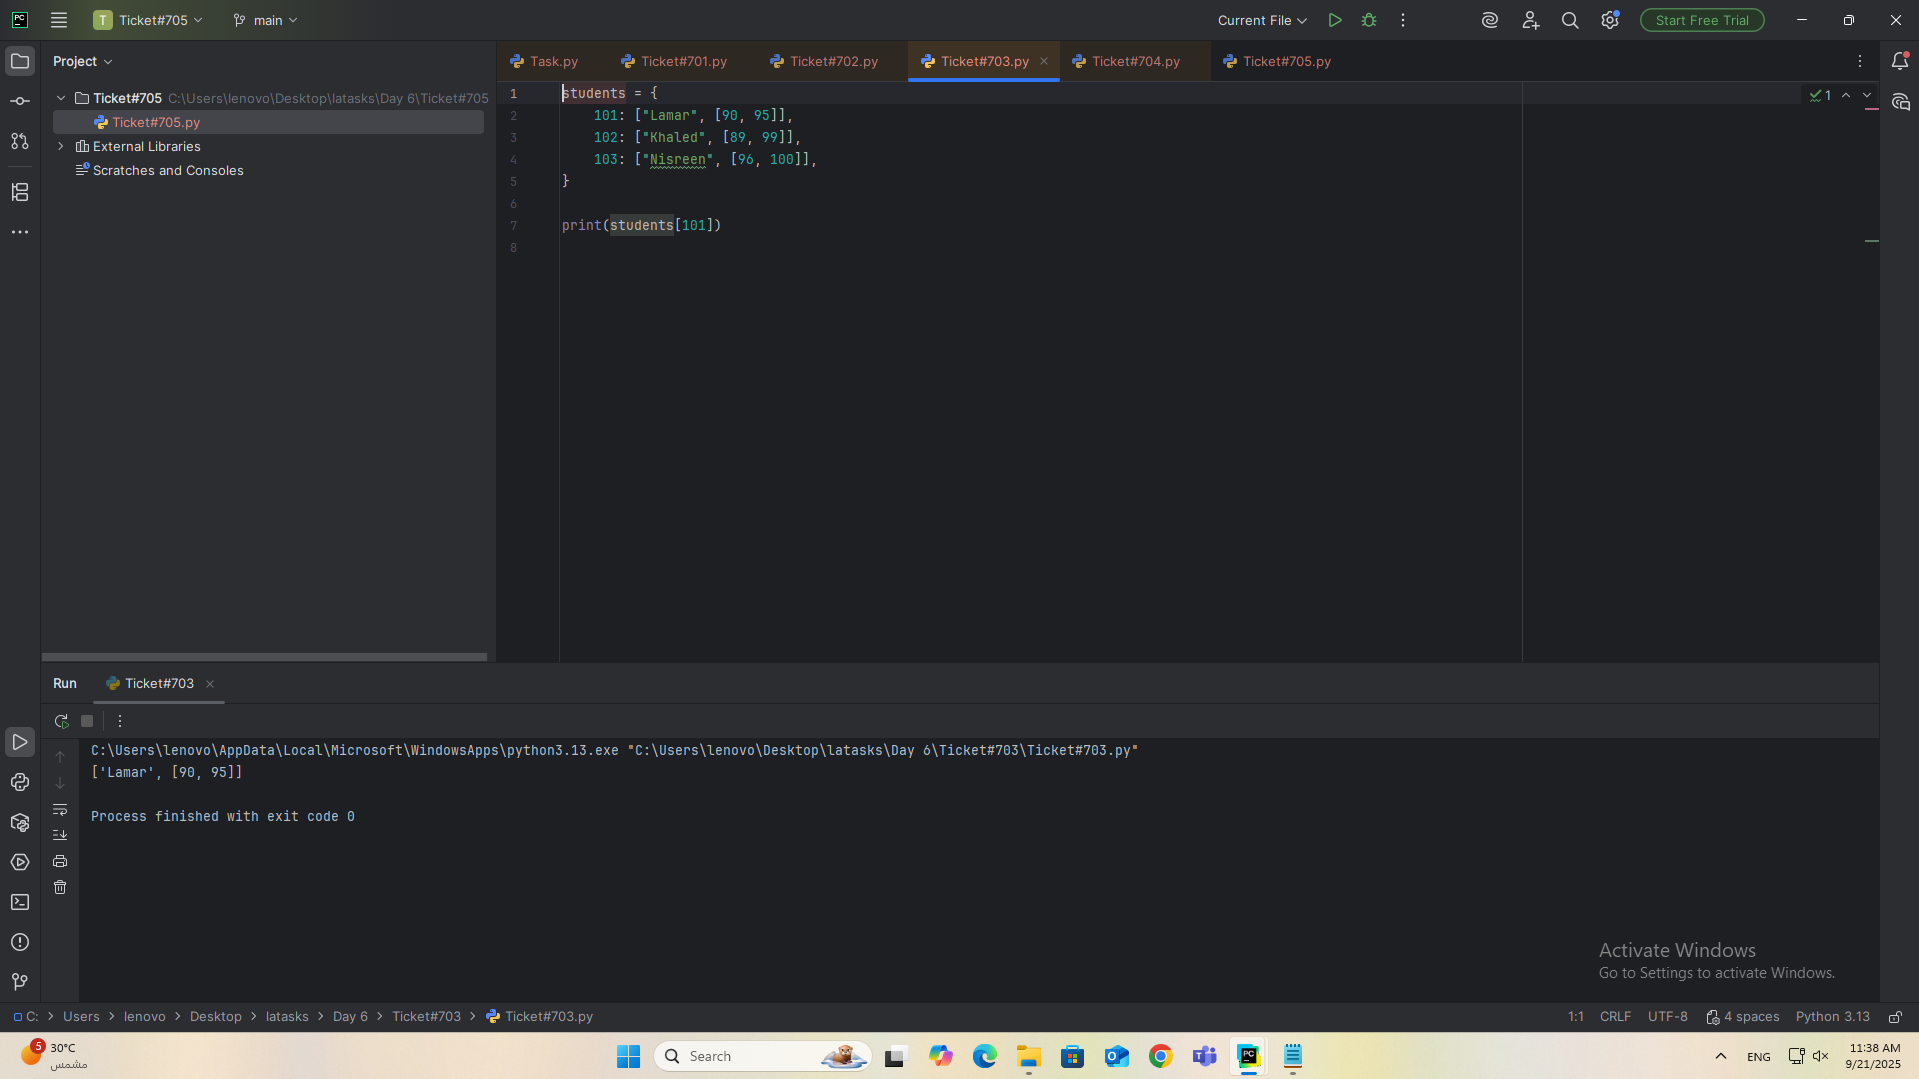 PC
T Ticket#705 main Current File Start Free Trial
Project
Task.py Ticket#701.py Ticket#702.py Ticket#703.py Ticket#704.py Ticket#705.py
Ticket#705 C:\Users\lenovo\Desktop\latasks\Day 6\Ticket#705
Ticket#705.py
External Libraries
Scratches and Consoles
1 students = {
2 101: ["Lamar", [90, 95]],
3 102: ["Khaled", [89, 99]],
4 103: ["Nisreen", [96, 100]],
5 }
6
7 print(students[101])
8
1
Run Ticket#703
C:\Users\lenovo\AppData\Local\Microsoft\WindowsApps\python3.13.exe "C:\Users\lenovo\Desktop\latasks\Day 6\Ticket#703\Ticket#703.py"
['Lamar', [90, 95]]
Process finished with exit code 0
Activate Windows
Go to Settings to activate Windows.
C: Users lenovo Desktop latasks Day 6 Ticket#703 Ticket#703.py 1:1 CRLF UTF-8 4 spaces Python 3.13
5 30°C
مشمس
Search
PC
ENG
11:38 AM
9/21/2025